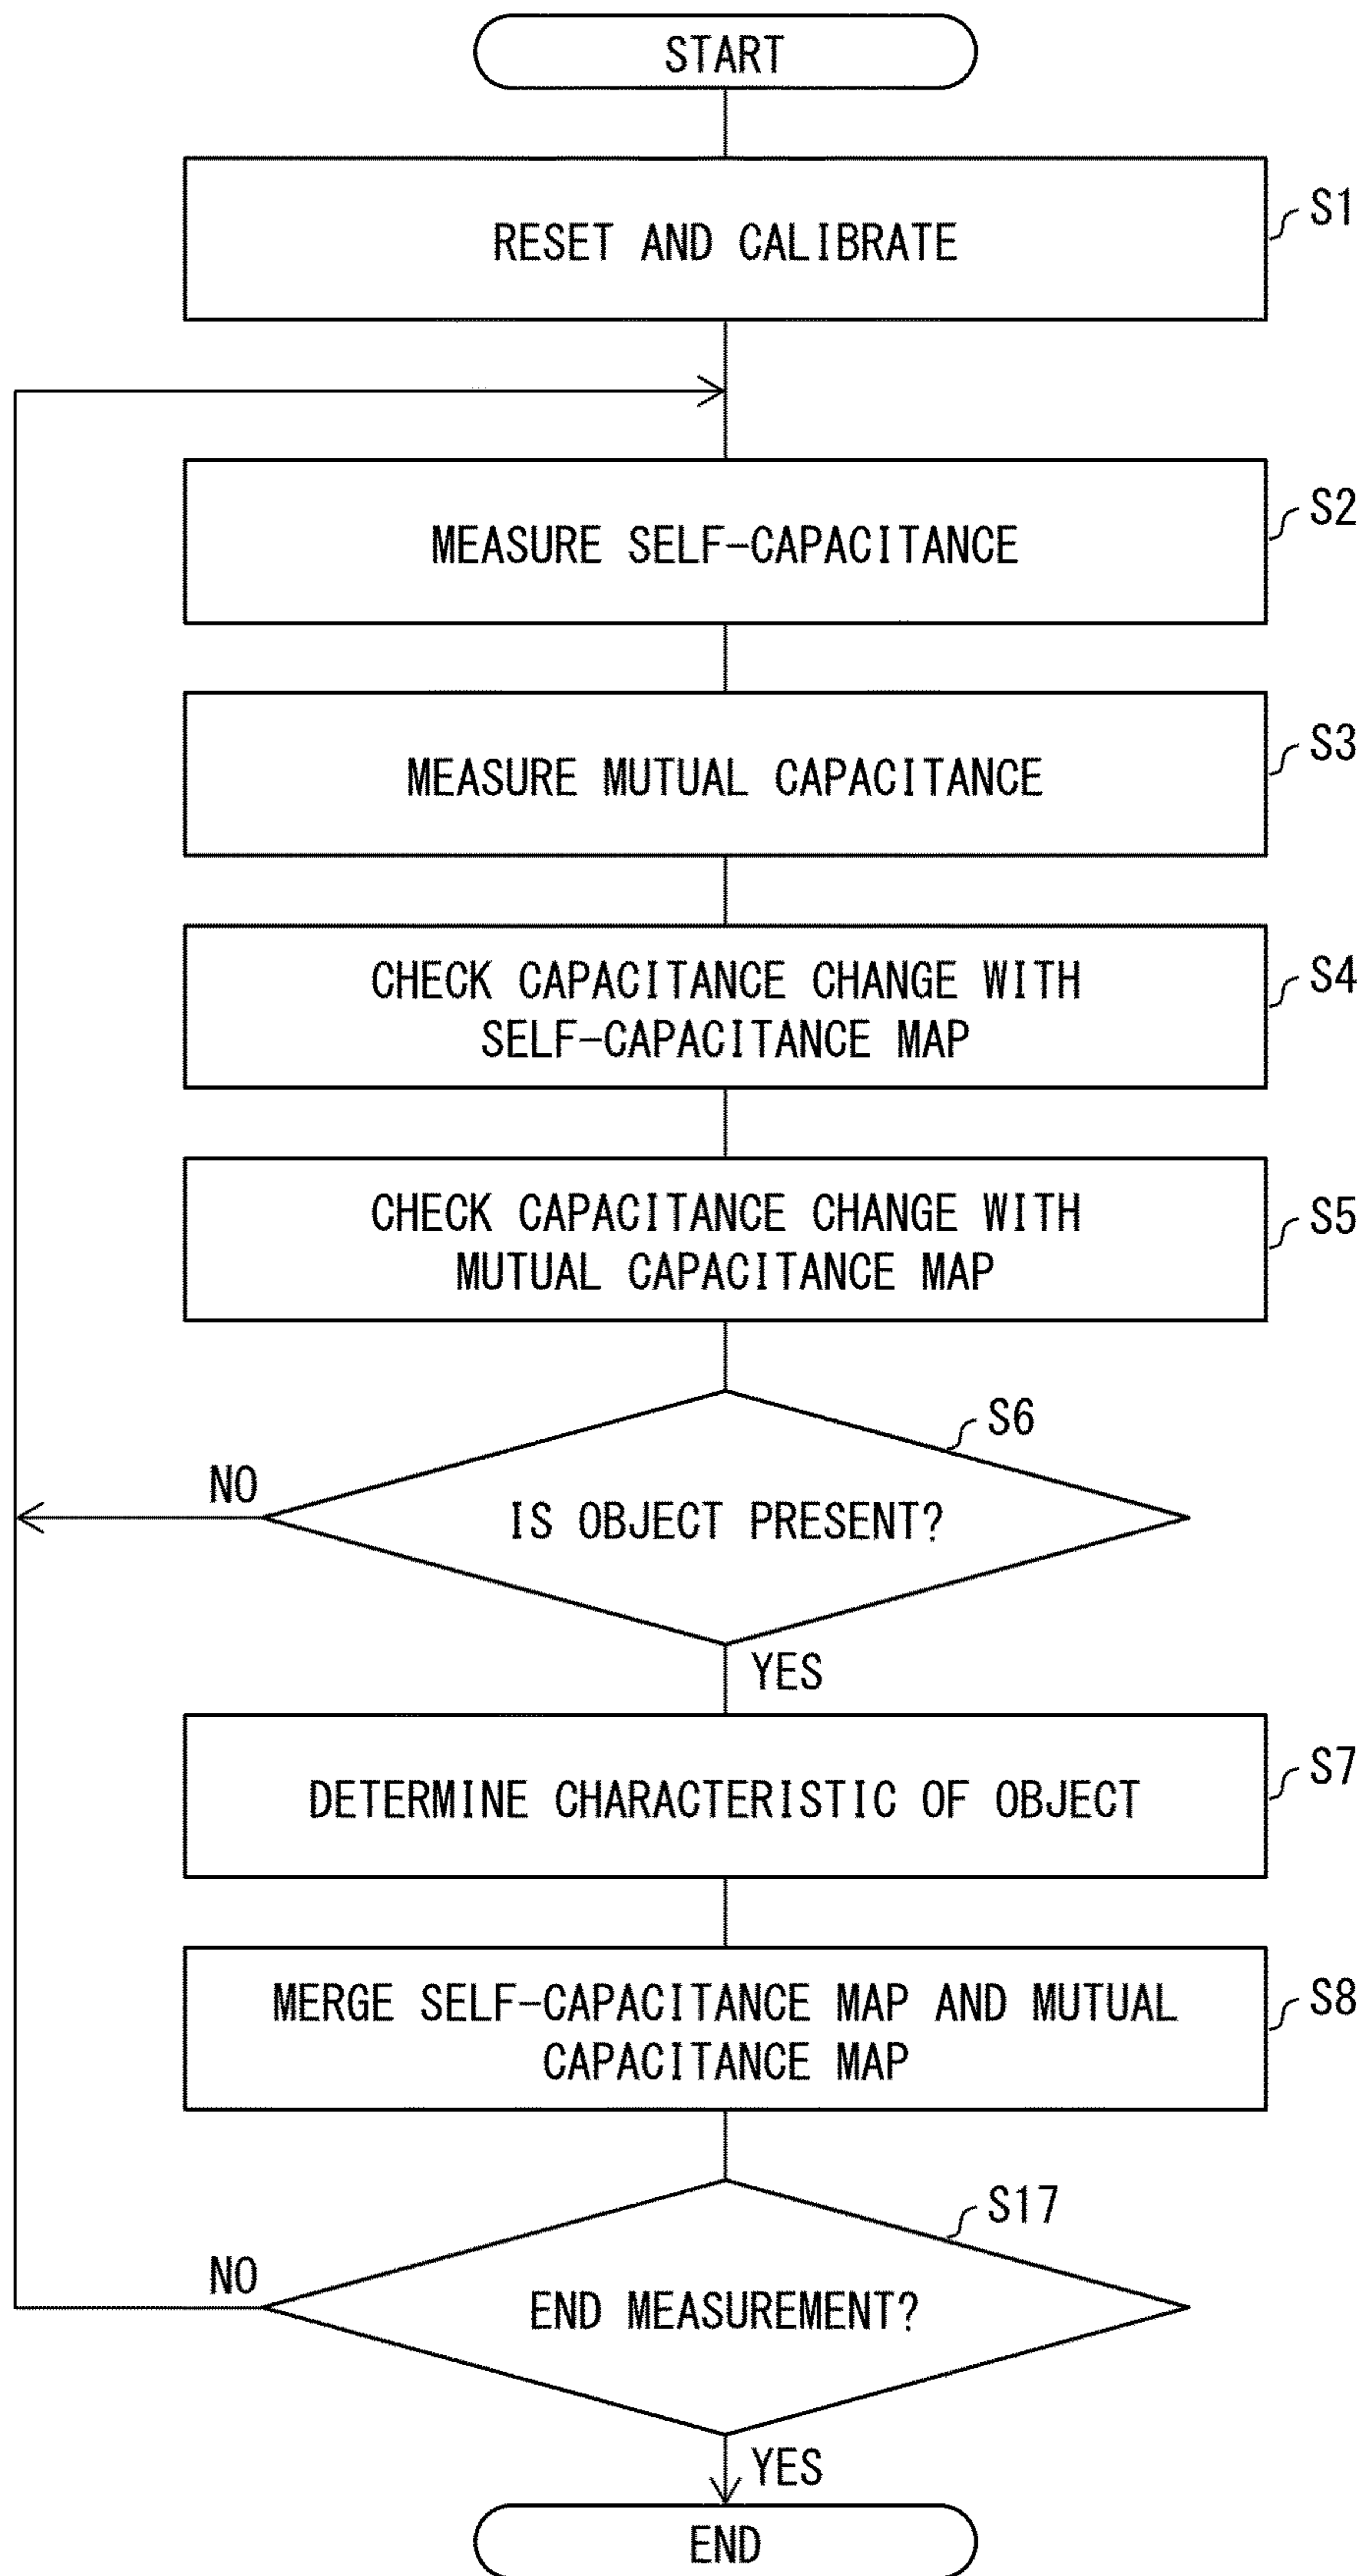 START
RESET AND CALIBRATE
S1
MEASURE SELF-CAPACITANCE
S2
MEASURE MUTUAL CAPACITANCE
S3
CHECK CAPACITANCE CHANGE WITH
SELF-CAPACITANCE MAP
S4
CHECK CAPACITANCE CHANGE WITH
MUTUAL CAPACITANCE MAP
S5
S6
NO
IS OBJECT PRESENT?
YES
DETERMINE CHARACTERISTIC OF OBJECT
S7
MERGE SELF-CAPACITANCE MAP AND MUTUAL
CAPACITANCE MAP
S8
S17
NO
END MEASUREMENT?
YES
END